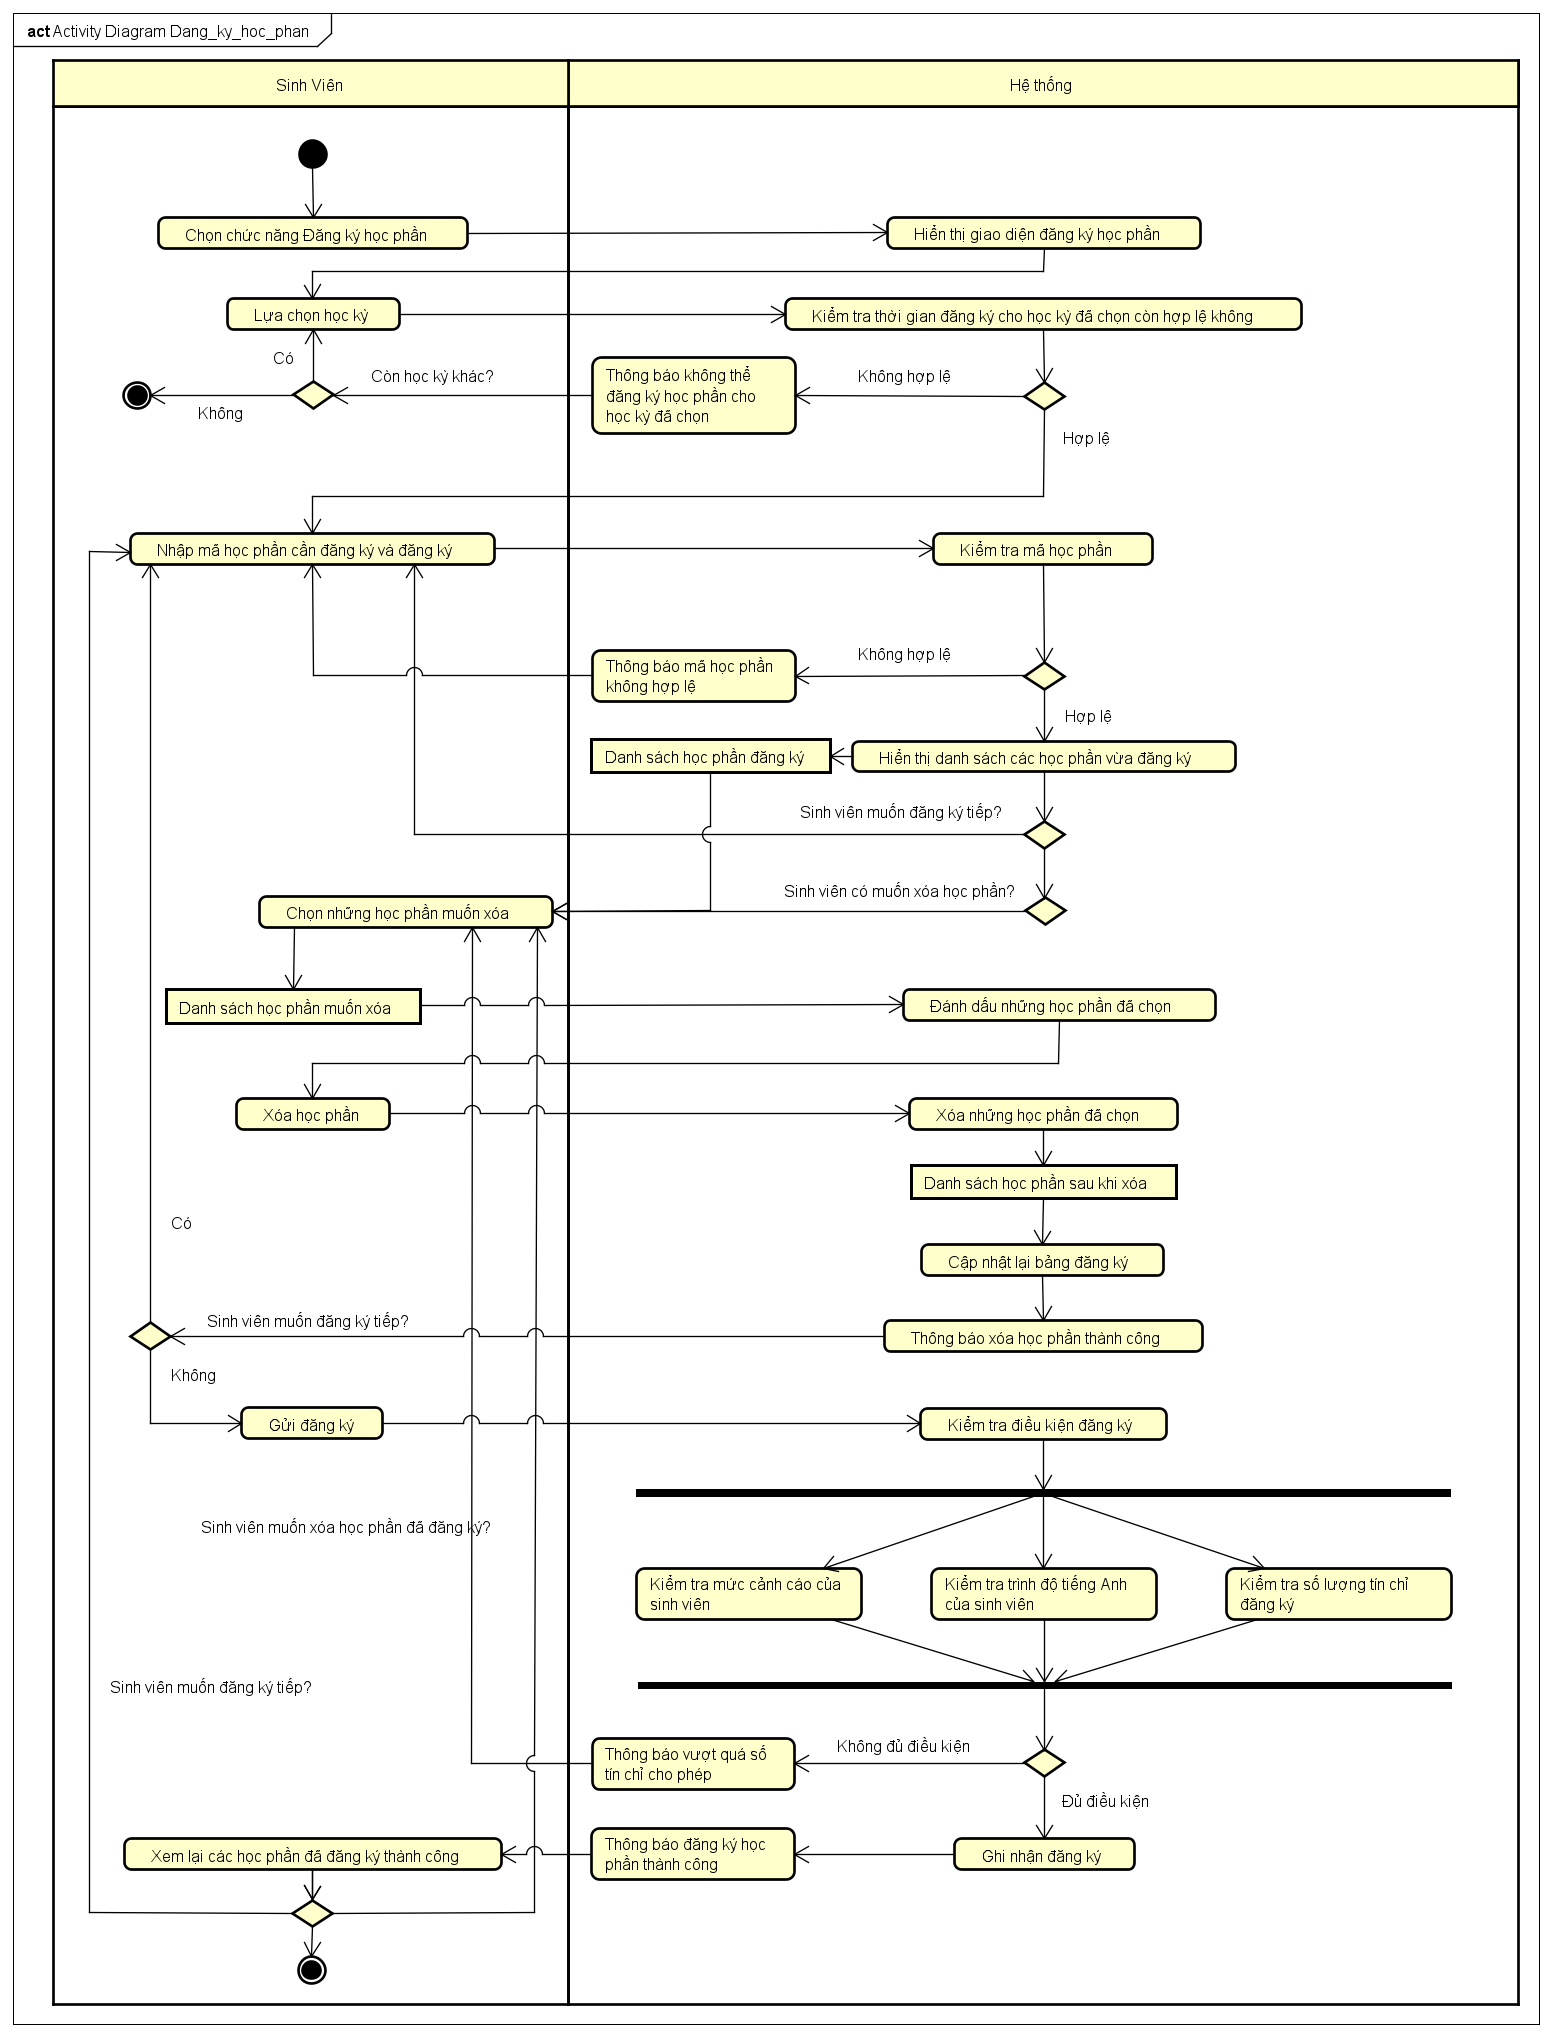 act Activity Diagram Dang_ky_hoc_phan
Sinh Viên
Hệ thống
Chọn chức năng Đăng ký học phần
Hiển thị giao diện đăng ký học phần
Lựa chọn học kỳ
Kiểm tra thời gian đăng ký cho học kỳ đã chọn còn hợp lệ không
Có
Còn học kỳ khác?
Thông báo không thể
đăng ký học phần cho
học kỳ đã chọn
Không hợp lệ
Không
Hợp lệ
Nhập mã học phần cần đăng ký và đăng ký
Kiểm tra mã học phần
Thông báo mã học phần
không hợp lệ
Không hợp lệ
Hợp lệ
Danh sách học phần đăng ký
Hiển thị danh sách các học phần vừa đăng ký
Sinh viên muốn đăng ký tiếp?
Sinh viên có muốn xóa học phần?
Chọn những học phần muốn xóa
Danh sách học phần muốn xóa
Đánh dấu những học phần đã chọn
Xóa học phần
Xóa những học phần đã chọn
Danh sách học phần sau khi xóa
Có
Cập nhật lại bảng đăng ký
Sinh viên muốn đăng ký tiếp?
Thông báo xóa học phần thành công
Không
Gửi đăng ký
Kiểm tra điều kiện đăng ký
Sinh viên muốn xóa học phần đã đăng ký?
Kiểm tra mức cảnh cáo của
sinh viên
Kiểm tra trình độ tiếng Anh
của sinh viên
Kiểm tra số lượng tín chỉ
đăng ký
Sinh viên muốn đăng ký tiếp?
Thông báo vượt quá số
tín chỉ cho phép
Không đủ điều kiện
Đủ điều kiện
Xem lại các học phần đã đăng ký thành công
Thông báo đăng ký học
phần thành công
Ghi nhận đăng ký